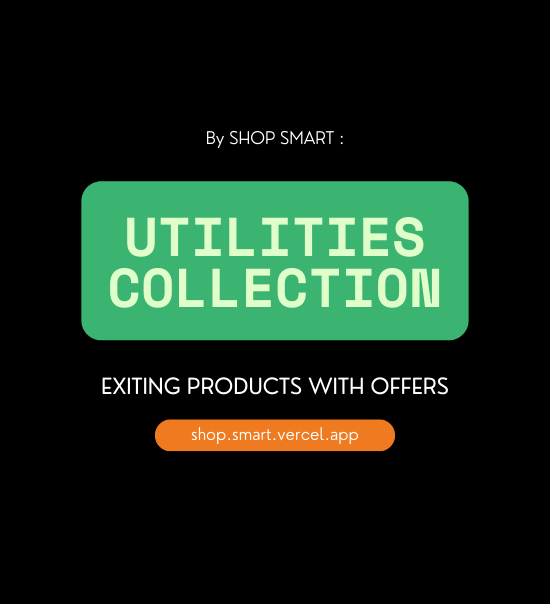 By SHOP SMART :
UTILITIES
COLLECTION
EXITING PRODUCTS WITH OFFERS
shop.smart.vercel.app